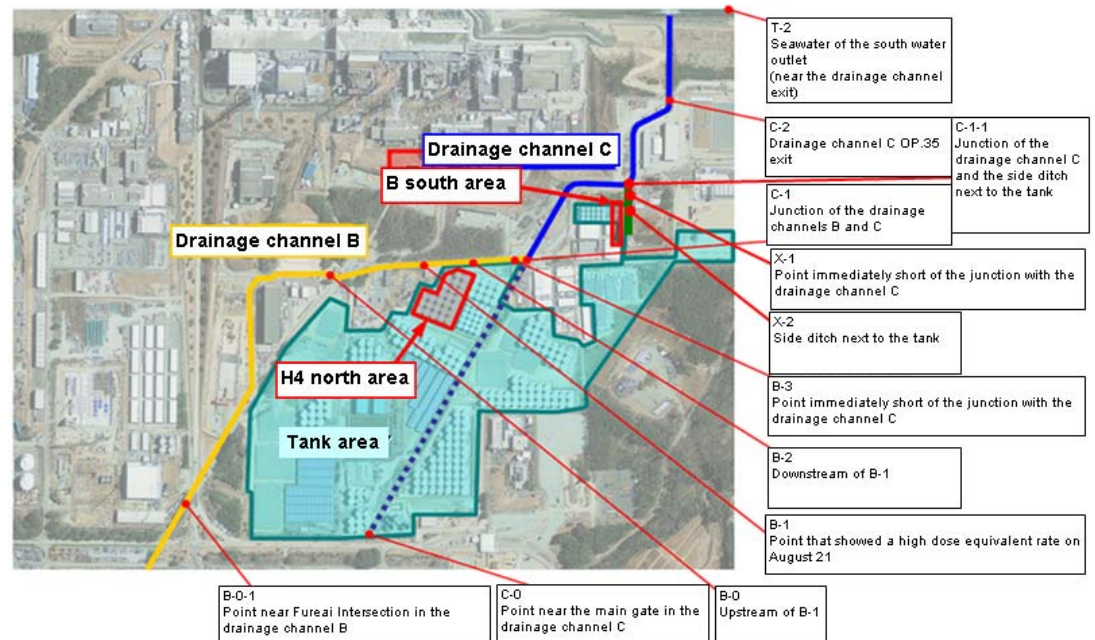 T-2
Seawater of the south water
outlet
(near the drainage channel
exit)
C-2
Drainage channel C OP.35
exit
C-1-1
Junction of the
drainage channel C
and the side ditch
next to the tank
C-1
Junction of the drainage
channels B and C
X-1
Point immediately short of the junction with the
drainage channel C
X-2
Side ditch next to the tank
B-3
Point immediately short of the junction with the
drainage channel C
B-2
Downstream of B-1
B-1
Point that showed a high dose equivalent rate on
August 21
Drainage channel C
B south area
Drainage channel B
H4 north area
Tank area
B-0-1
Point near Fureai Intersection in the
drainage channel B
C-0
Point near the main gate in the
drainage channel C
B-0
Upstream of B-1